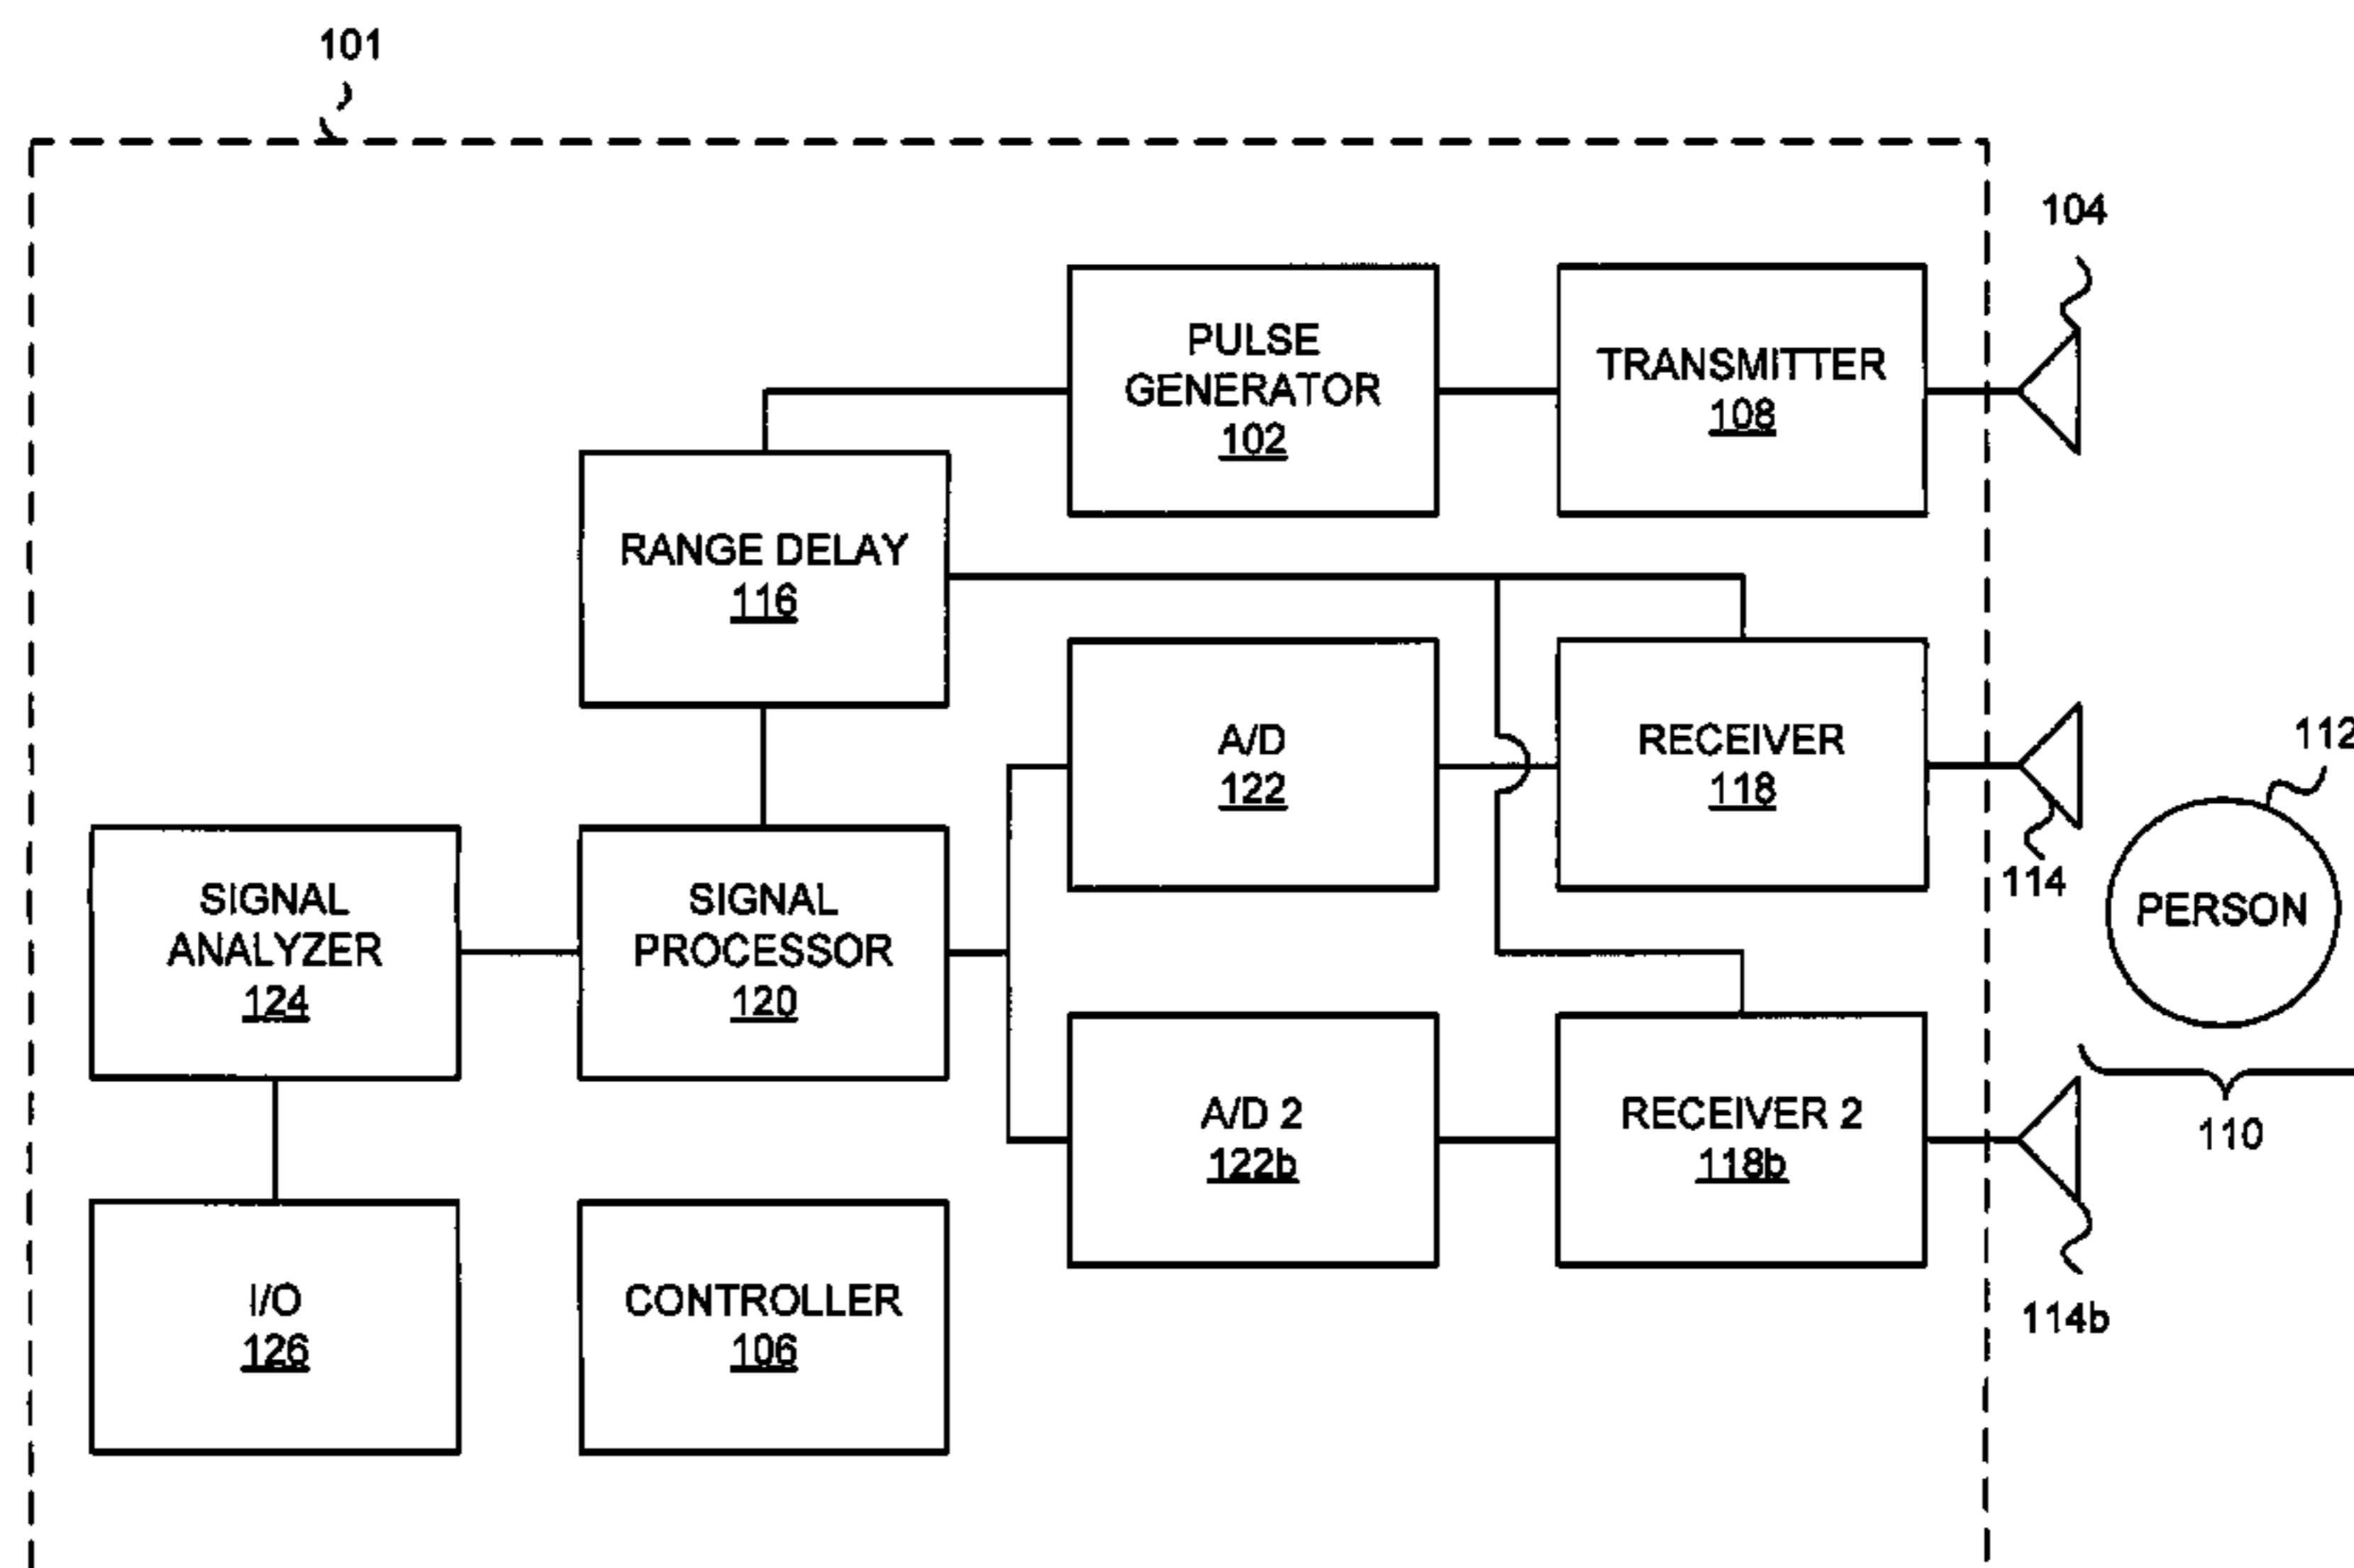 101
104
PULSE
GENERATOR
102
TRANSMITTER
108
RANGE DELAY
116
A/D
122
RECEIVER
118
112
114
PERSON
SIGNAL
ANALYZER
124
SIGNAL
PROCESSOR
120
A/D 2
122b
RECEIVER 2
118b
110
I/O
126
CONTROLLER
106
114b